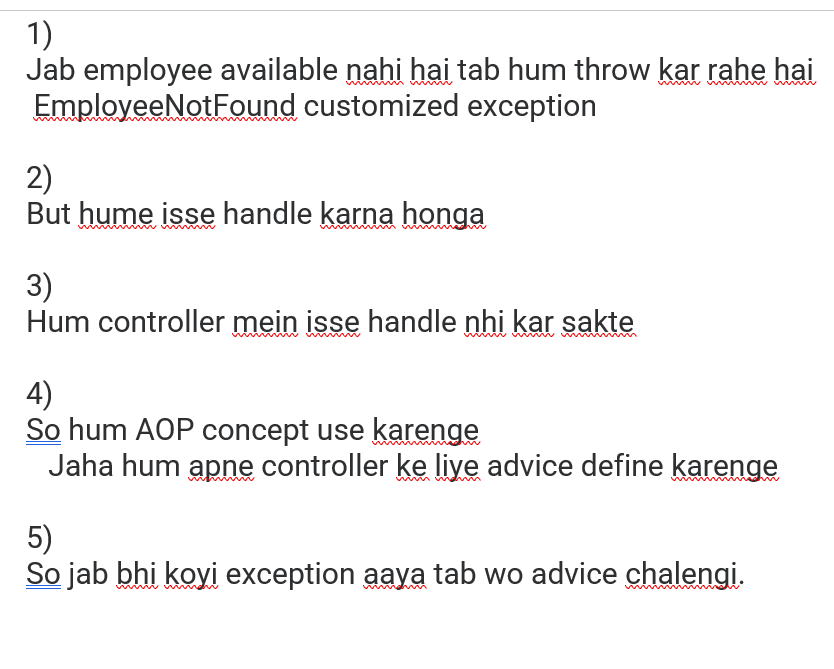 1)
Jab employee available nahi hai tab hum throw kar rahe hai
EmployeeNotFound customized exception
2)
But hume isse handle karna honga
3)
Hum controller mein isse handle nhi kar sakte
4)
So hum AOP concept use karenge
Jaha hum apne controller ke liye advice define karenge
5)
So jab bhi koyi exception aaya tab wo advice chalengi.